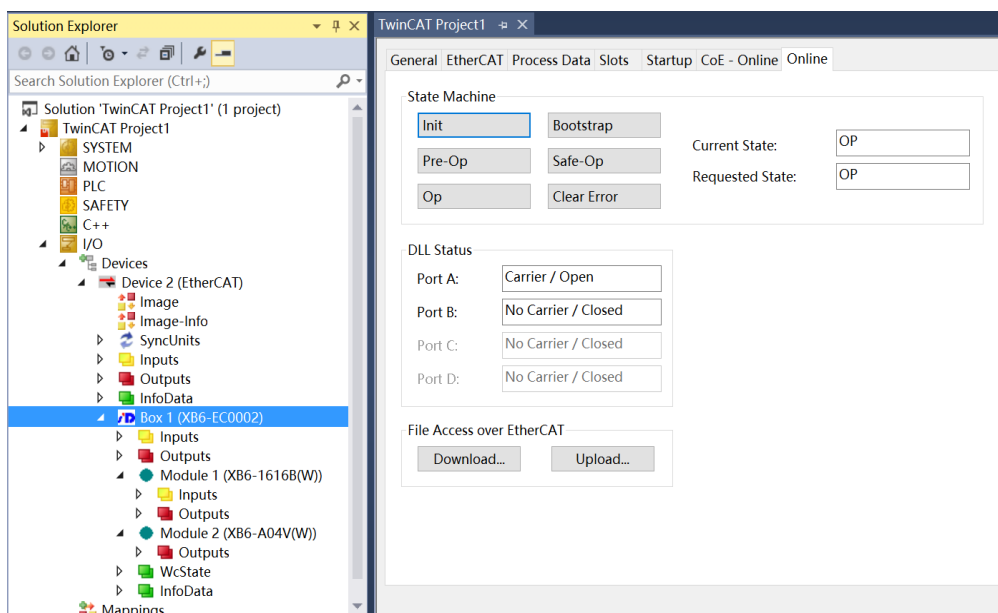 Solution Explorer
Search Solution Explorer (Ctrl+;)
Solution 'TwinCAT Project1' (1 project)
TwinCAT Project1
SYSTEM
MOTION
PLC
SAFETY
C++
I/O
Devices
Device 2 (EtherCAT)
Image
Image-Info
SyncUnits
Inputs
Outputs
InfoData
Box 1 (XB6-EC0002)
Inputs
Outputs
Module 1 (XB6-1616B(W))
Inputs
Outputs
Module 2 (XB6-A04V(W))
Outputs
WcState
InfoData
Mappings
TwinCAT Project1
General EtherCAT Process Data Slots Startup CoE - Online Online
State Machine
Init Bootstrap
Pre-Op Safe-Op
Op Clear Error
Current State: OP
Requested State: OP
DLL Status
Port A: Carrier / Open
Port B: No Carrier / Closed
Port C: No Carrier / Closed
Port D: No Carrier / Closed
File Access over EtherCAT
Download... Upload...